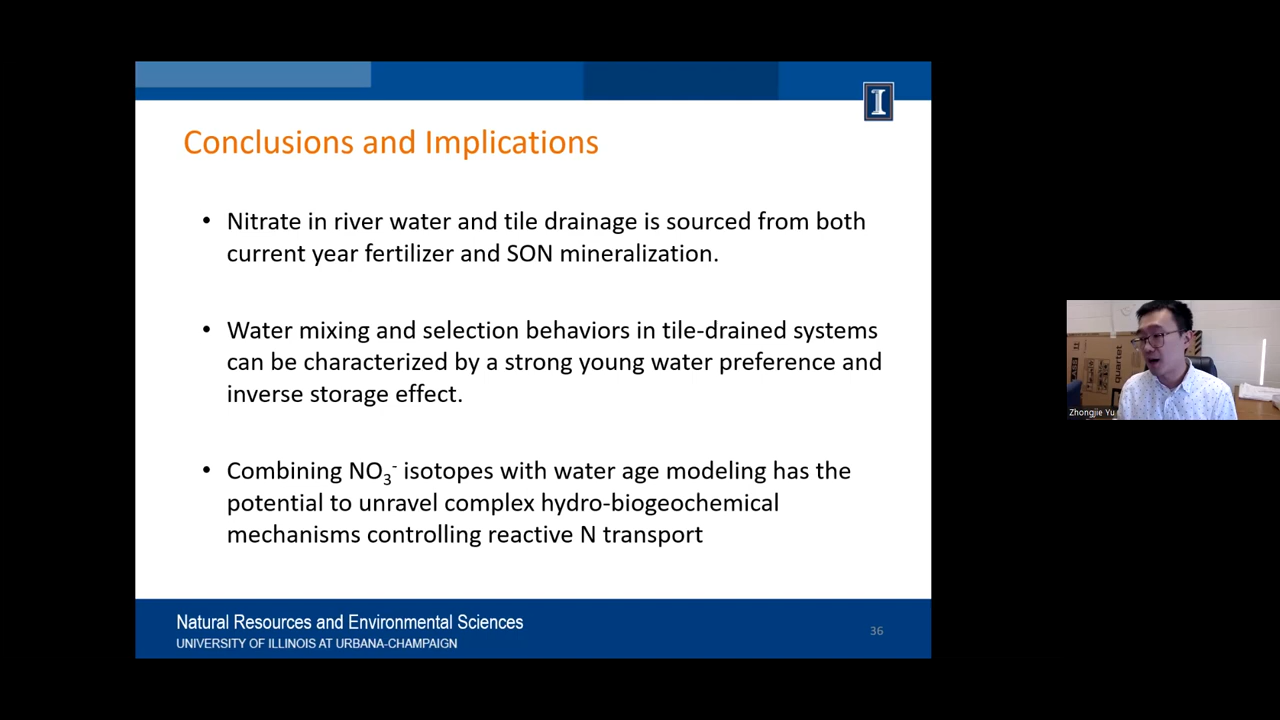 I
Conclusions and Implications
• Nitrate in river water and tile drainage is sourced from both
current year fertilizer and SON mineralization.
• Water mixing and selection behaviors in tile-drained systems
can be characterized by a strong young water preference and
inverse storage effect.
• Combining NO₃⁻ isotopes with water age modeling has the
potential to unravel complex hydro-biogeochemical
mechanisms controlling reactive N transport
Natural Resources and Environmental Sciences
UNIVERSITY OF ILLINOIS AT URBANA-CHAMPAIGN
36
quartet
Zhongjie Yu